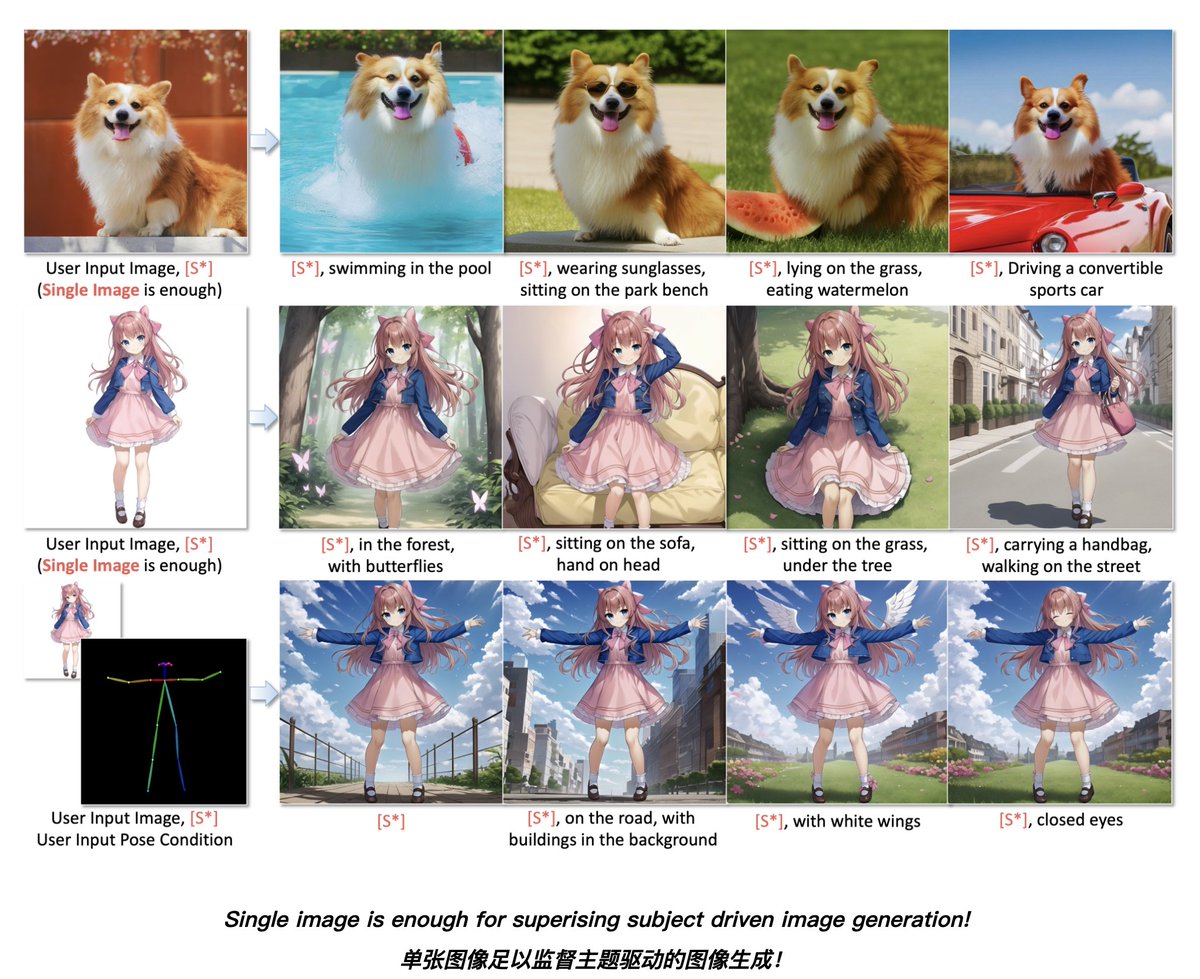 User Input Image, [S*]
(Single Image is enough)
[S*], swimming in the pool
[S*], wearing sunglasses,
sitting on the park bench
[S*], lying on the grass,
eating watermelon
[S*], Driving a convertible
sports car
User Input Image, [S*]
(Single Image is enough)
[S*], in the forest,
with butterflies
[S*], sitting on the sofa,
hand on head
[S*], sitting on the grass,
under the tree
[S*], carrying a handbag,
walking on the street
User Input Image, [S*]
User Input Pose Condition
[S*]
[S*], on the road, with
buildings in the background
[S*], with white wings
[S*], closed eyes
Single image is enough for superising subject driven image generation!
单张图像足以监督主题驱动的图像生成！